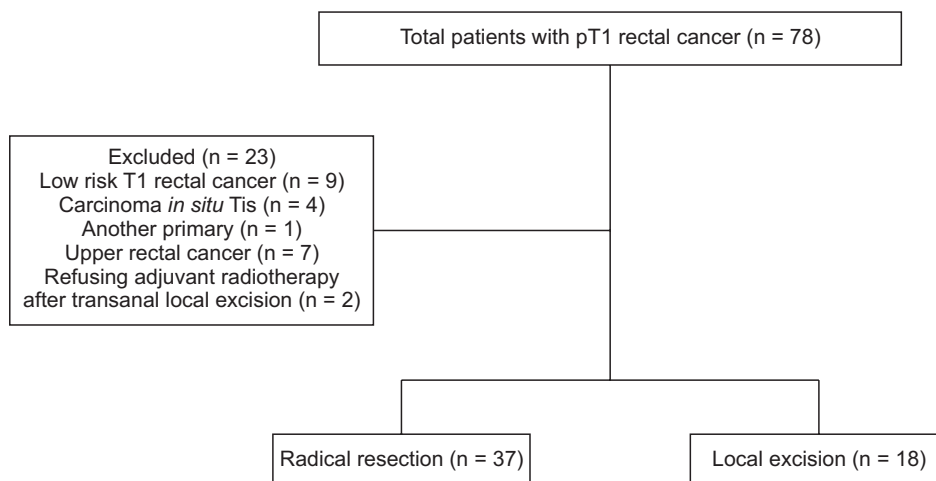 Total patients with pT1 rectal cancer (n = 78)
Excluded (n = 23)
Low risk T1 rectal cancer (n = 9)
Carcinoma in situ Tis (n = 4)
Another primary (n = 1)
Upper rectal cancer (n = 7)
Refusing adjuvant radiotherapy
after transanal local excision (n = 2)
Radical resection (n = 37)
Local excision (n = 18)